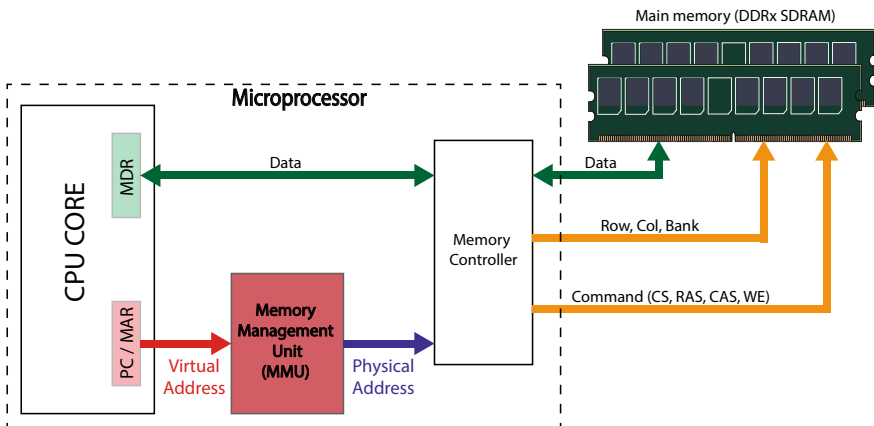 Main memory (DDRx SDRAM)
Microprocessor
CPU CORE
MDR
Data
Data
Row, Col, Bank
Memory
Controller
Command (CS, RAS, CAS, WE)
PC / MAR
Memory
Management
Unit
(MMU)
Virtual
Address
Physical
Address